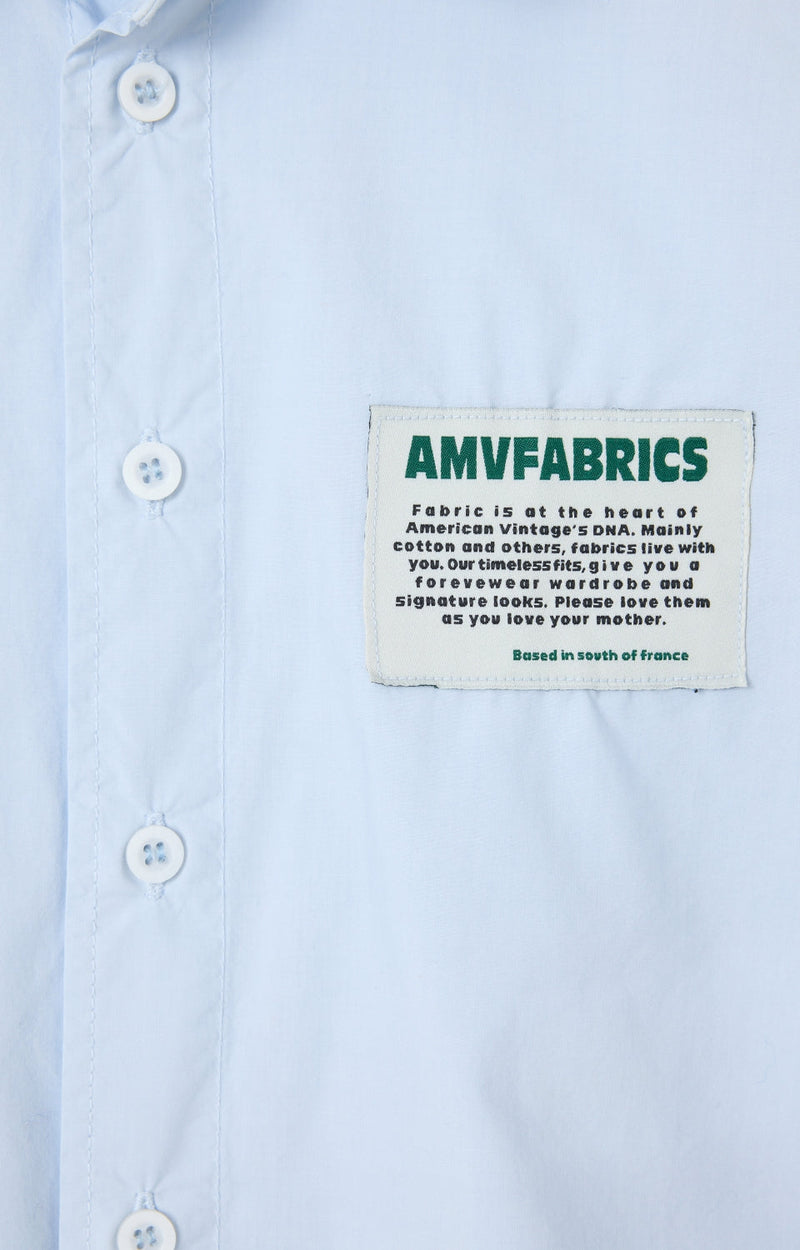 AMVFABRICS
Fabric is at the heart of
American Vintage's DNA. Mainly
cotton and others, fabrics live with
you. Our timeless fits, give you a
forevewear wardrobe and
signature looks. Please love them
as you love your mother.
Based in south of france